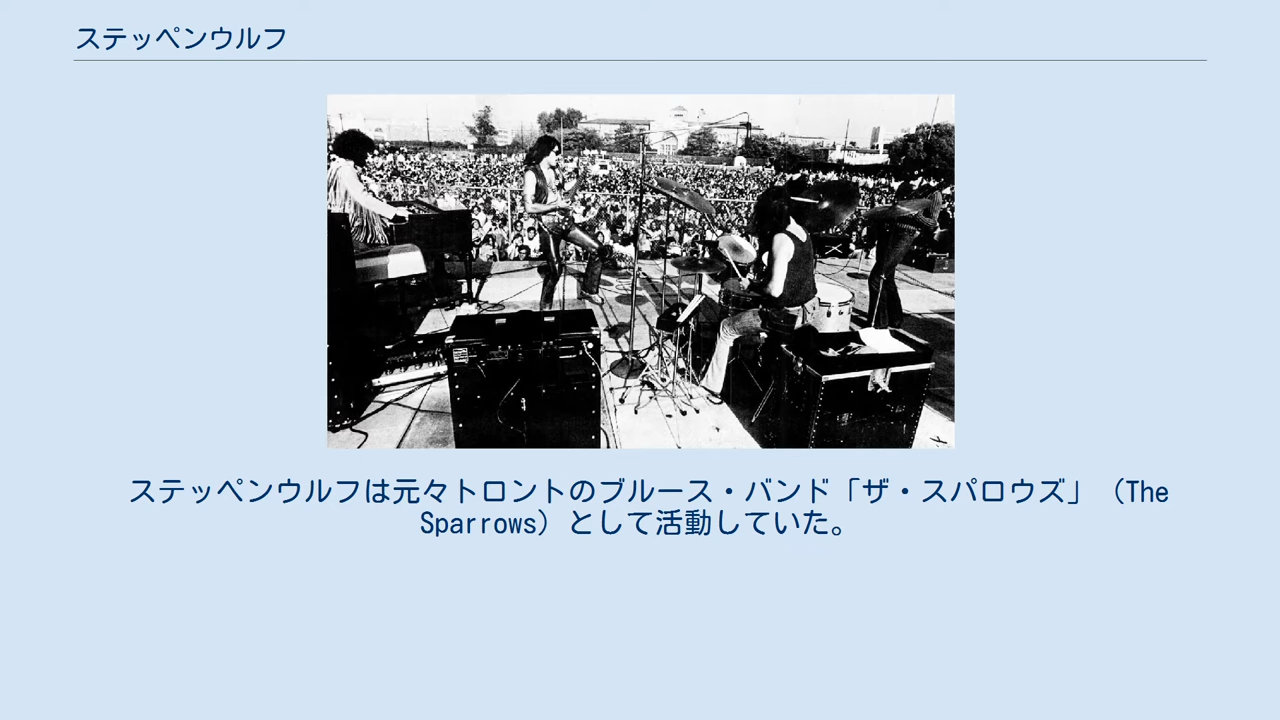 ステッペンウルフ
ステッペンウルフは元々トロントのブルース・バンド「ザ・スパロウズ」（The
Sparrows）として活動していた。